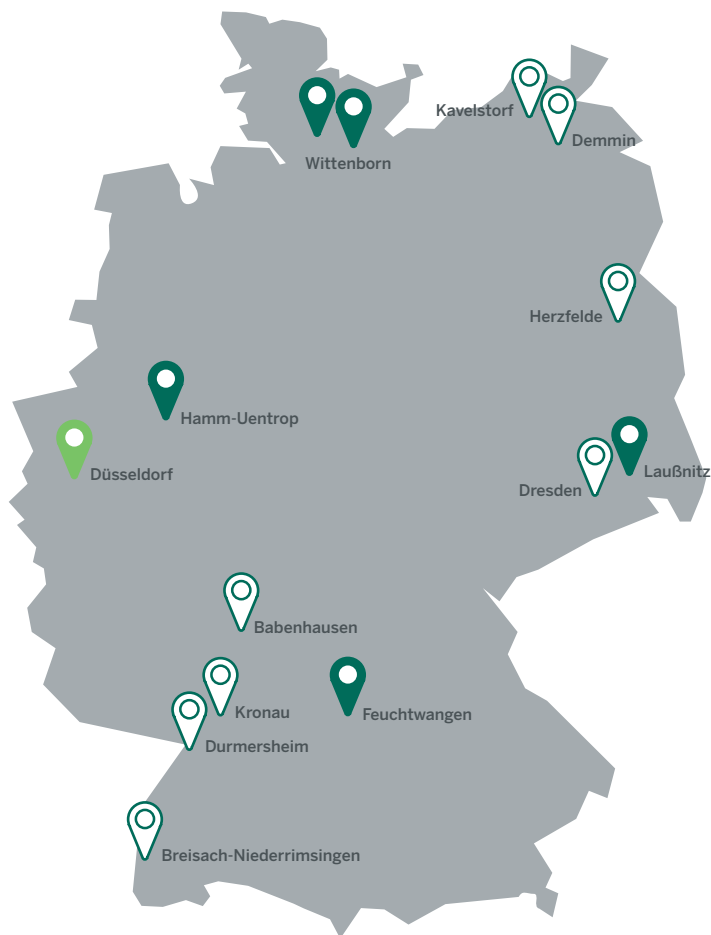 Kavelstorf
Demmin
Wittenborn
Herzfelde
Hamm-Uentrop
Düsseldorf
Laußnitz
Dresden
Babenhausen
Kronau
Feuchtwangen
Durmersheim
Breisach-Niederrimsingen